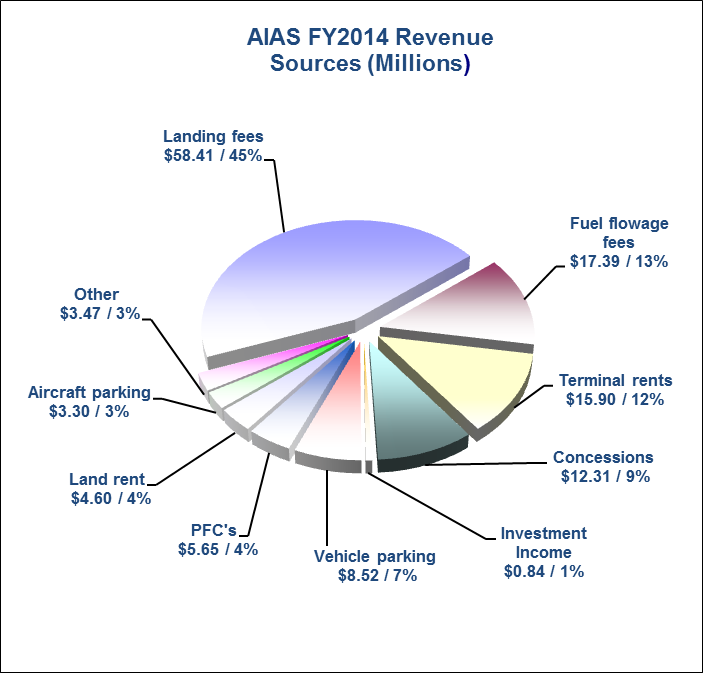 AIAS FY2014 Revenue
Sources (Millions)
Landing fees
$58.41 / 45%
Fuel flowage
fees
$17.39 / 13%
Other
$3.47 / 3%
Terminal rents
$15.90 / 12%
Aircraft parking
$3.30 / 3%
Concessions
$12.31 / 9%
Land rent
$4.60 / 4%
PFC's
$5.65 / 4%
Investment
Income
$0.84 / 1%
Vehicle parking
$8.52 / 7%